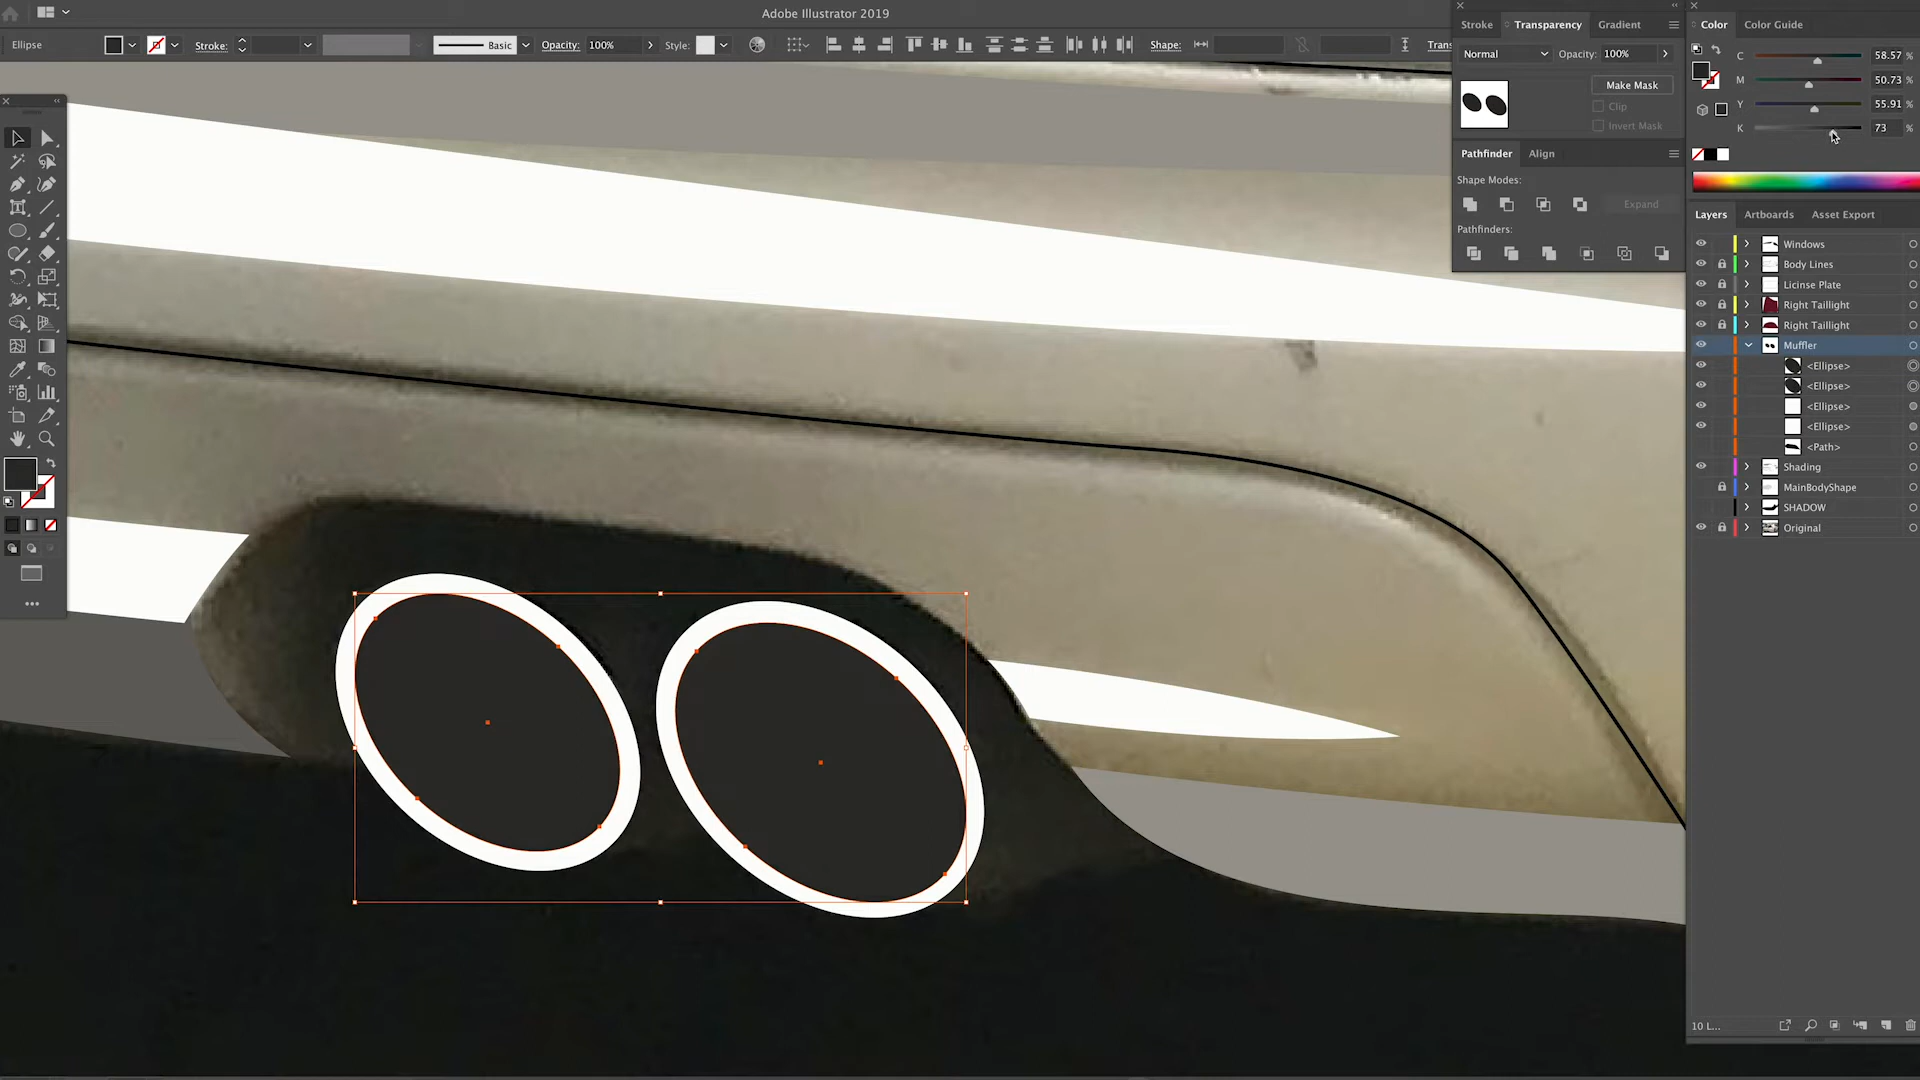 Adobe Illustrator 2019
Ellipse
Stroke:
Basic
Opacity:
100%
Style:
Shape:
Trans
Stroke
Transparency
Gradient
Normal
Opacity:
100%
Make Mask
Clip
Invert Mask
Pathfinder
Align
Shape Modes:
Expand
Pathfinders:
Color
Color Guide
C
58.57
%
M
50.73
%
Y
55.91
%
K
73
%
Layers
Artboards
Asset Export
Windows
Body Lines
Licinse Plate
Right Taillight
Right Taillight
Muffler
<Ellipse>
<Ellipse>
<Ellipse>
<Ellipse>
<Path>
Shading
MainBodyShape
SHADOW
Original
10 L...